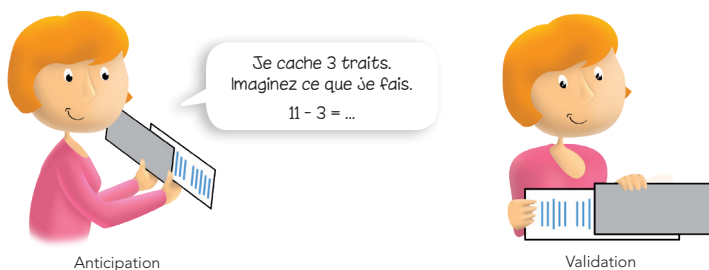 Je cache 3 traits.
Imaginez ce que je fais.
11 - 3 = ...
Anticipation
Validation